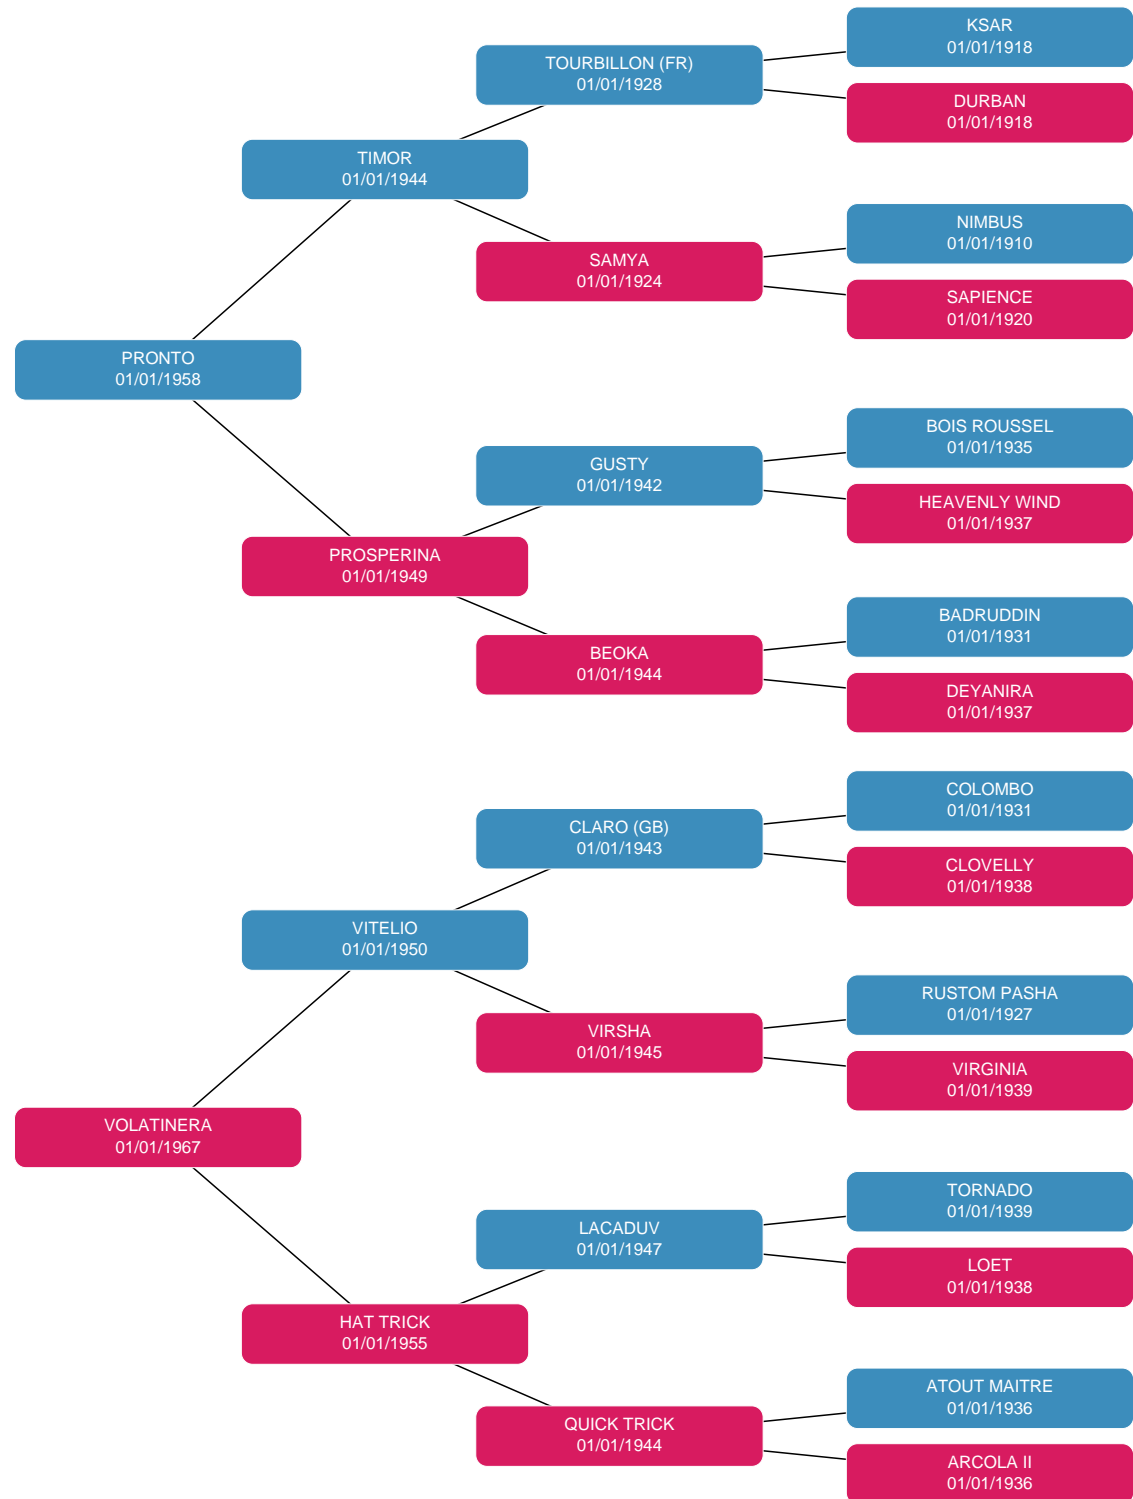 KSAR
01/01/1918
TOURBILLON (FR)
01/01/1928
DURBAN
01/01/1918
TIMOR
01/01/1944
NIMBUS
01/01/1910
SAMYA
01/01/1924
SAPIENCE
01/01/1920
PRONTO
01/01/1958
BOIS ROUSSEL
01/01/1935
GUSTY
01/01/1942
HEAVENLY WIND
01/01/1937
PROSPERINA
01/01/1949
BADRUDDIN
01/01/1931
BEOKA
01/01/1944
DEYANIRA
01/01/1937
COLOMBO
01/01/1931
CLARO (GB)
01/01/1943
CLOVELLY
01/01/1938
VITELIO
01/01/1950
RUSTOM PASHA
01/01/1927
VIRSHA
01/01/1945
VIRGINIA
01/01/1939
VOLATINERA
01/01/1967
TORNADO
01/01/1939
LACADUV
01/01/1947
LOET
01/01/1938
HAT TRICK
01/01/1955
ATOUT MAITRE
01/01/1936
QUICK TRICK
01/01/1944
ARCOLA II
01/01/1936